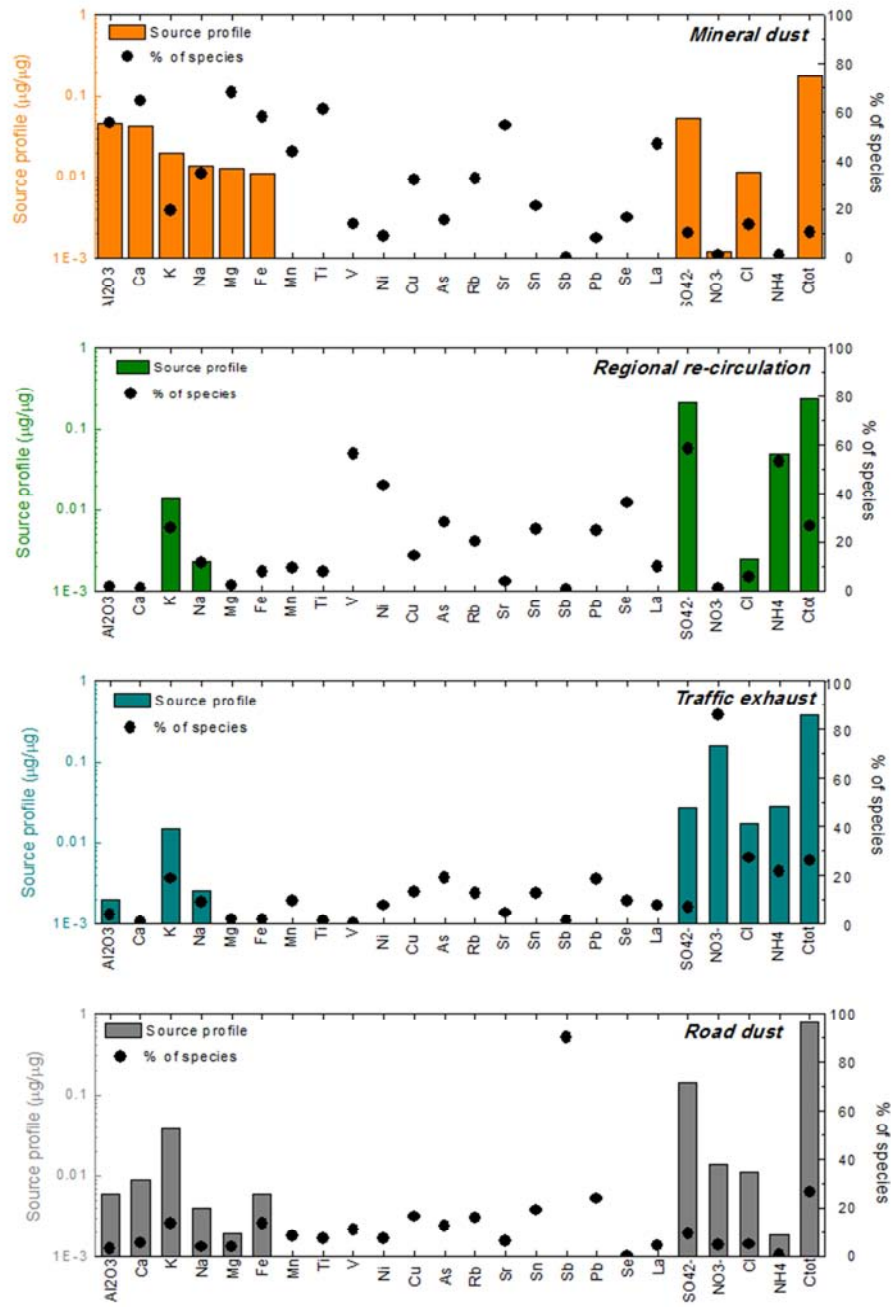 Source profile
% of species
Mineral dust
Source profile (µg/µg)
1
0.1
0.01
1E-3
100
80
60
40
20
0
% of species
Al2O3 Ca K Na Mg Fe Mn Ti V Ni Cu As Rb Sr Sn Sb Pb Se La SO42- NO3- Cl NH4 Ctot
Source profile
% of species
Regional re-circulation
Source profile (µg/µg)
1
0.1
0.01
1E-3
100
80
60
40
20
0
% of species
Al2O3 Ca K Na Mg Fe Mn Ti V Ni Cu As Rb Sr Sn Sb Pb Se La SO42- NO3- Cl NH4 Ctot
Source profile
% of species
Traffic exhaust
Source profile (µg/µg)
1
0.1
0.01
1E-3
100
80
60
40
20
0
% of species
Al2O3 Ca K Na Mg Fe Mn Ti V Ni Cu As Rb Sr Sn Sb Pb Se La SO42- NO3- Cl NH4 Ctot
Source profile
% of species
Road dust
Source profile (µg/µg)
1
0.1
0.01
1E-3
100
80
60
40
20
0
% of species
Al2O3 Ca K Na Mg Fe Mn Ti V Ni Cu As Rb Sr Sn Sb Pb Se La SO42- NO3- Cl NH4 Ctot